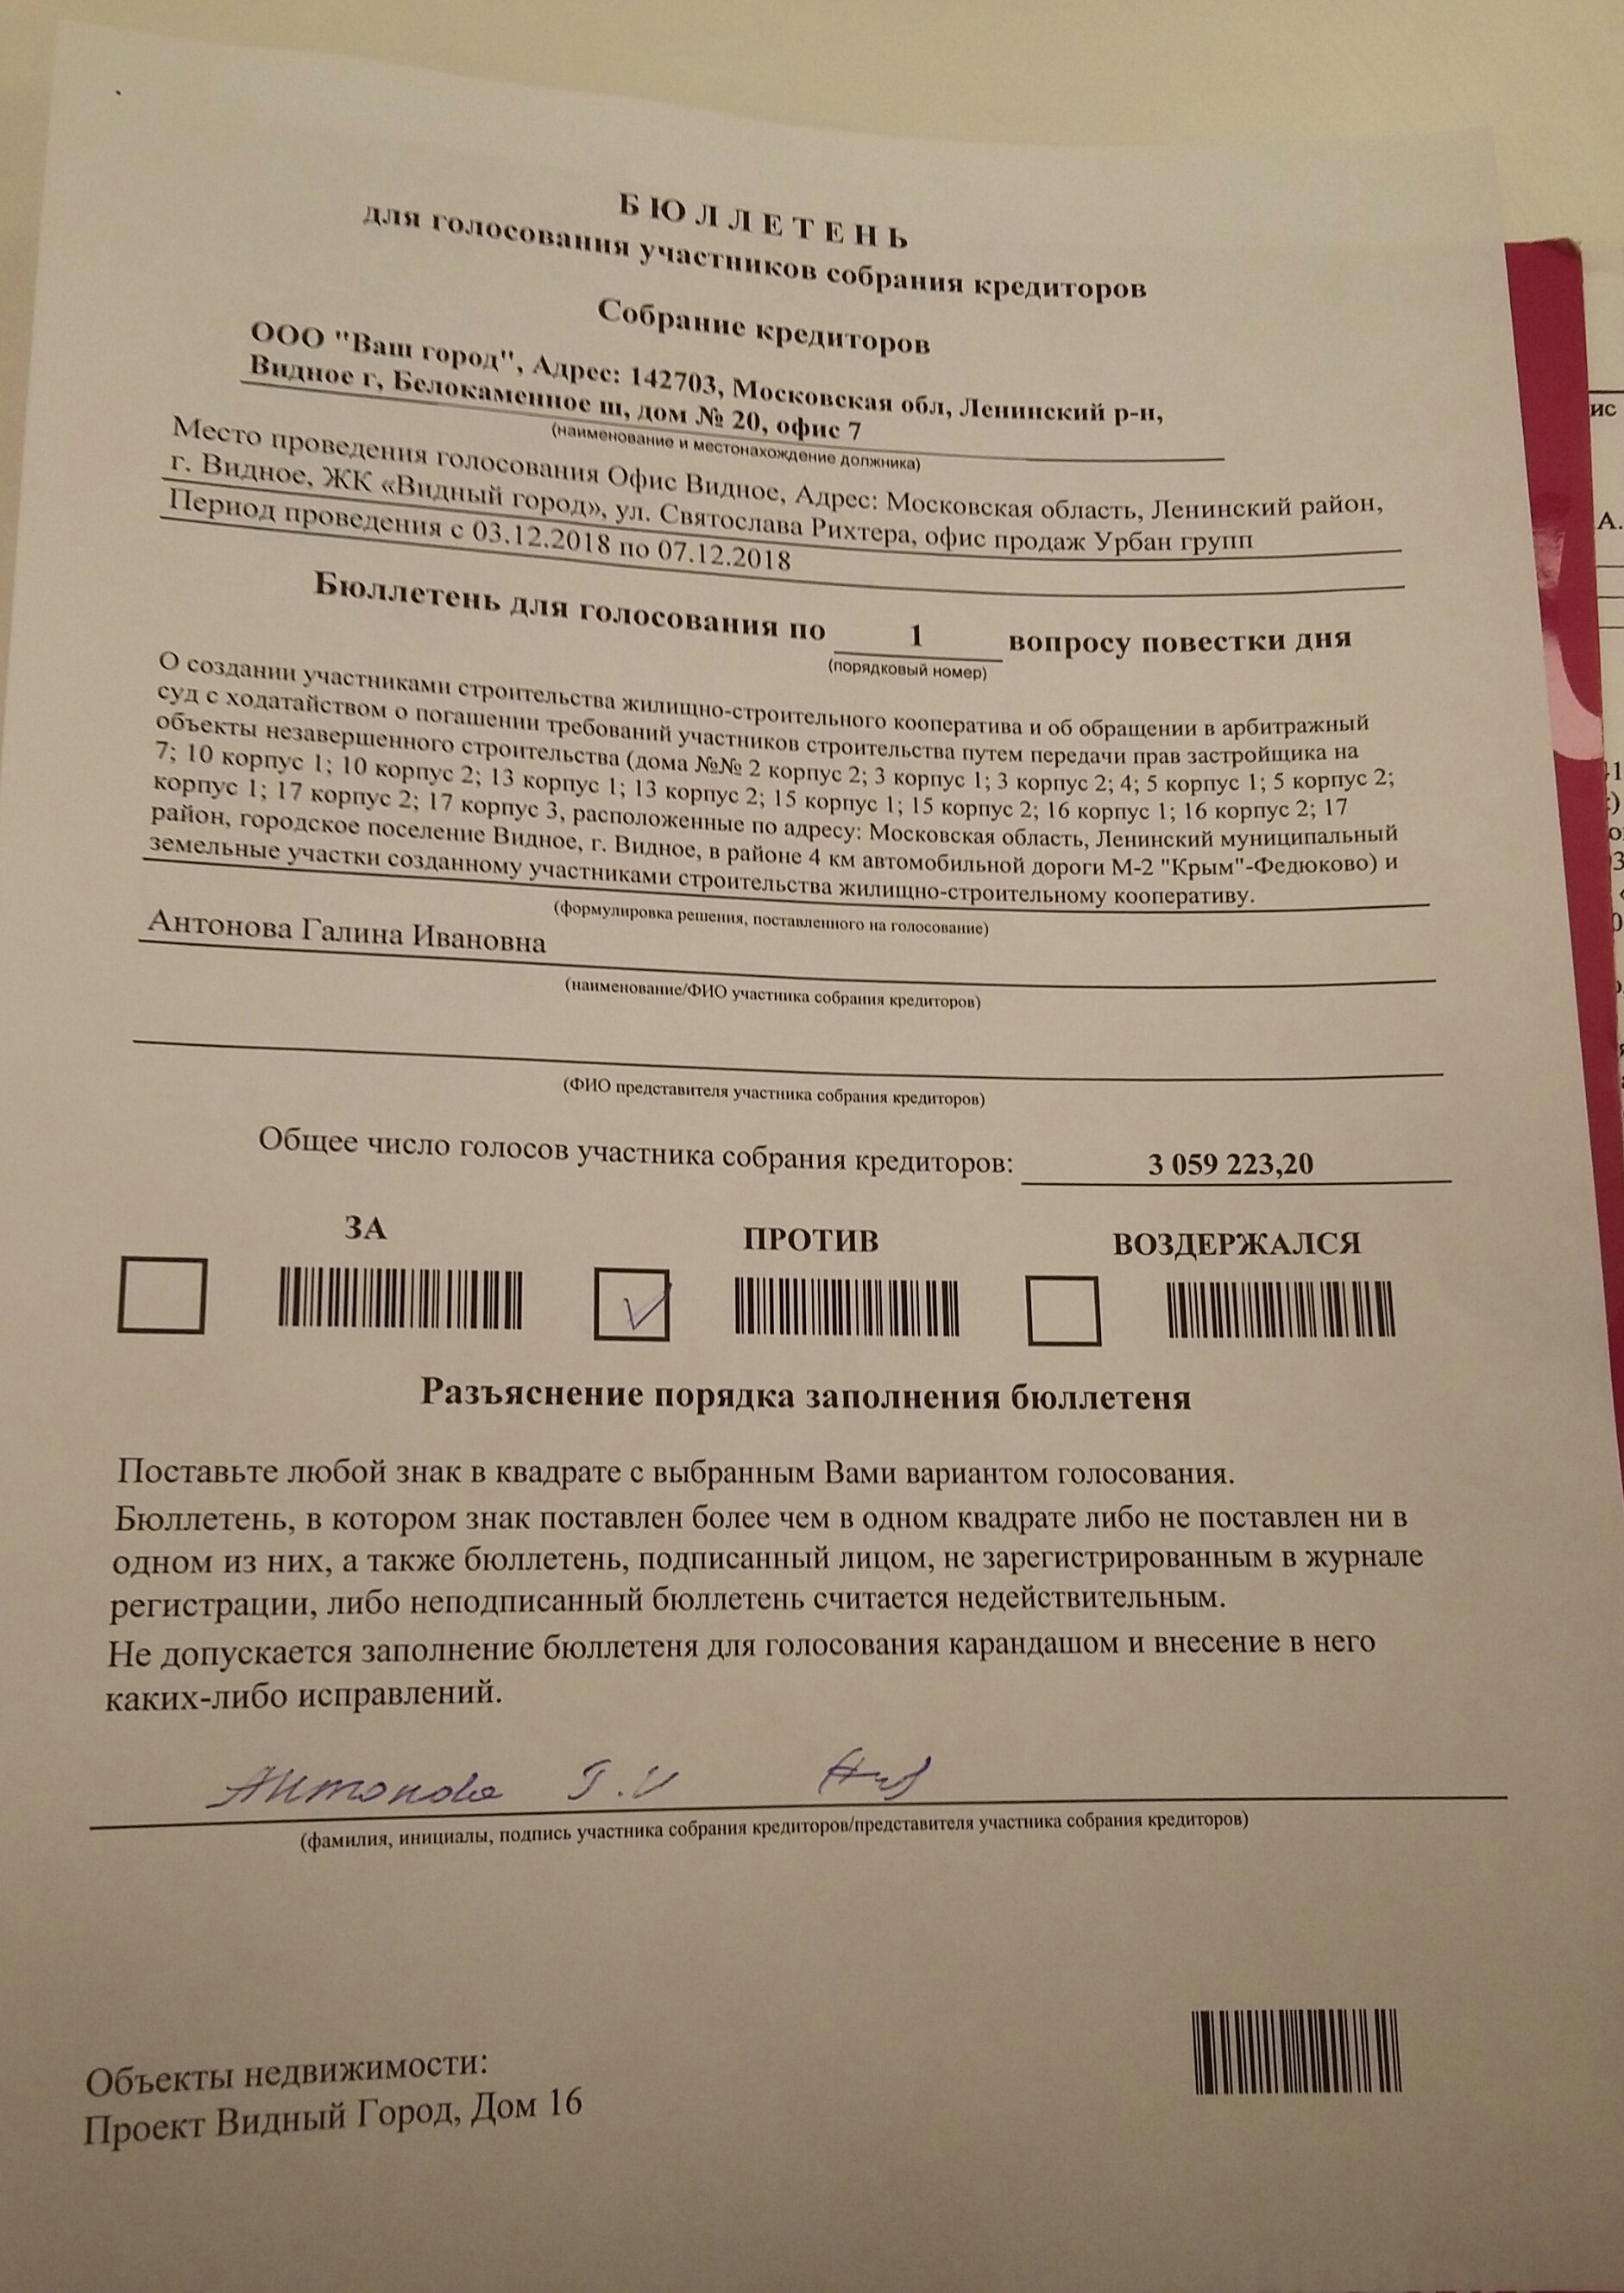 БЮЛЛЕТЕНЬ
для голосования участников собрания кредиторов
Собрание кредиторов
ООО "Ваш город", Адрес: 142703, Московская обл, Ленинский р-н,
Видное г, Белокаменное ш, дом № 20, офис 7
(наименование и местонахождение должника)
Место проведения голосования Офис Видное, Адрес: Московская область, Ленинский район,
г. Видное, ЖК «Видный город», ул. Святослава Рихтера, офис продаж Урбан групп
Период проведения с 03.12.2018 по 07.12.2018
Бюллетень для голосования по 1 вопросу повестки дня
(порядковый номер)
О создании участниками строительства жилищно-строительного кооператива и об обращении в арбитражный
суд с ходатайством о погашении требований участников строительства путем передачи прав застройщика на
объекты незавершенного строительства (дома №№ 2 корпус 2; 3 корпус 1; 3 корпус 2; 4; 5 корпус 1; 5 корпус 2;
7; 10 корпус 1; 10 корпус 2; 13 корпус 1; 13 корпус 2; 15 корпус 1; 15 корпус 2; 16 корпус 1; 16 корпус 2; 17
корпус 1; 17 корпус 2; 17 корпус 3, расположенные по адресу: Московская область, Ленинский муниципальный
район, городское поселение Видное, г. Видное, в районе 4 км автомобильной дороги М-2 "Крым"-Федюково) и
земельные участки созданному участниками строительства жилищно-строительному кооперативу.
(формулировка решения, поставленного на голосование)
Антонова Галина Ивановна
(наименование/ФИО участника собрания кредиторов)
(ФИО представителя участника собрания кредиторов)
Общее число голосов участника собрания кредиторов: 3 059 223,20
ЗА ПРОТИВ ВОЗДЕРЖАЛСЯ
Разъяснение порядка заполнения бюллетеня
Поставьте любой знак в квадрате с выбранным Вами вариантом голосования.
Бюллетень, в котором знак поставлен более чем в одном квадрате либо не поставлен ни в
одном из них, а также бюллетень, подписанный лицом, не зарегистрированным в журнале
регистрации, либо неподписанный бюллетень считается недействительным.
Не допускается заполнение бюллетеня для голосования карандашом и внесение в него
каких-либо исправлений.
Антонова Г.И
(фамилия, инициалы, подпись участника собрания кредиторов/представителя участника собрания кредиторов)
Объекты недвижимости:
Проект Видный Город, Дом 16